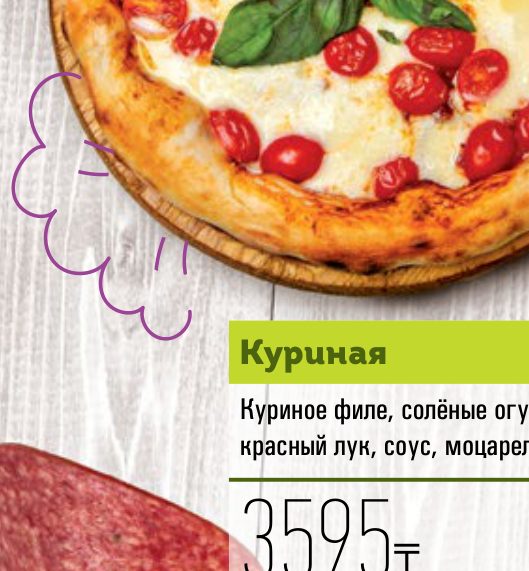 Куриная
Куриное филе, солёные огу
красный лук, соус, моцарел
3595₸